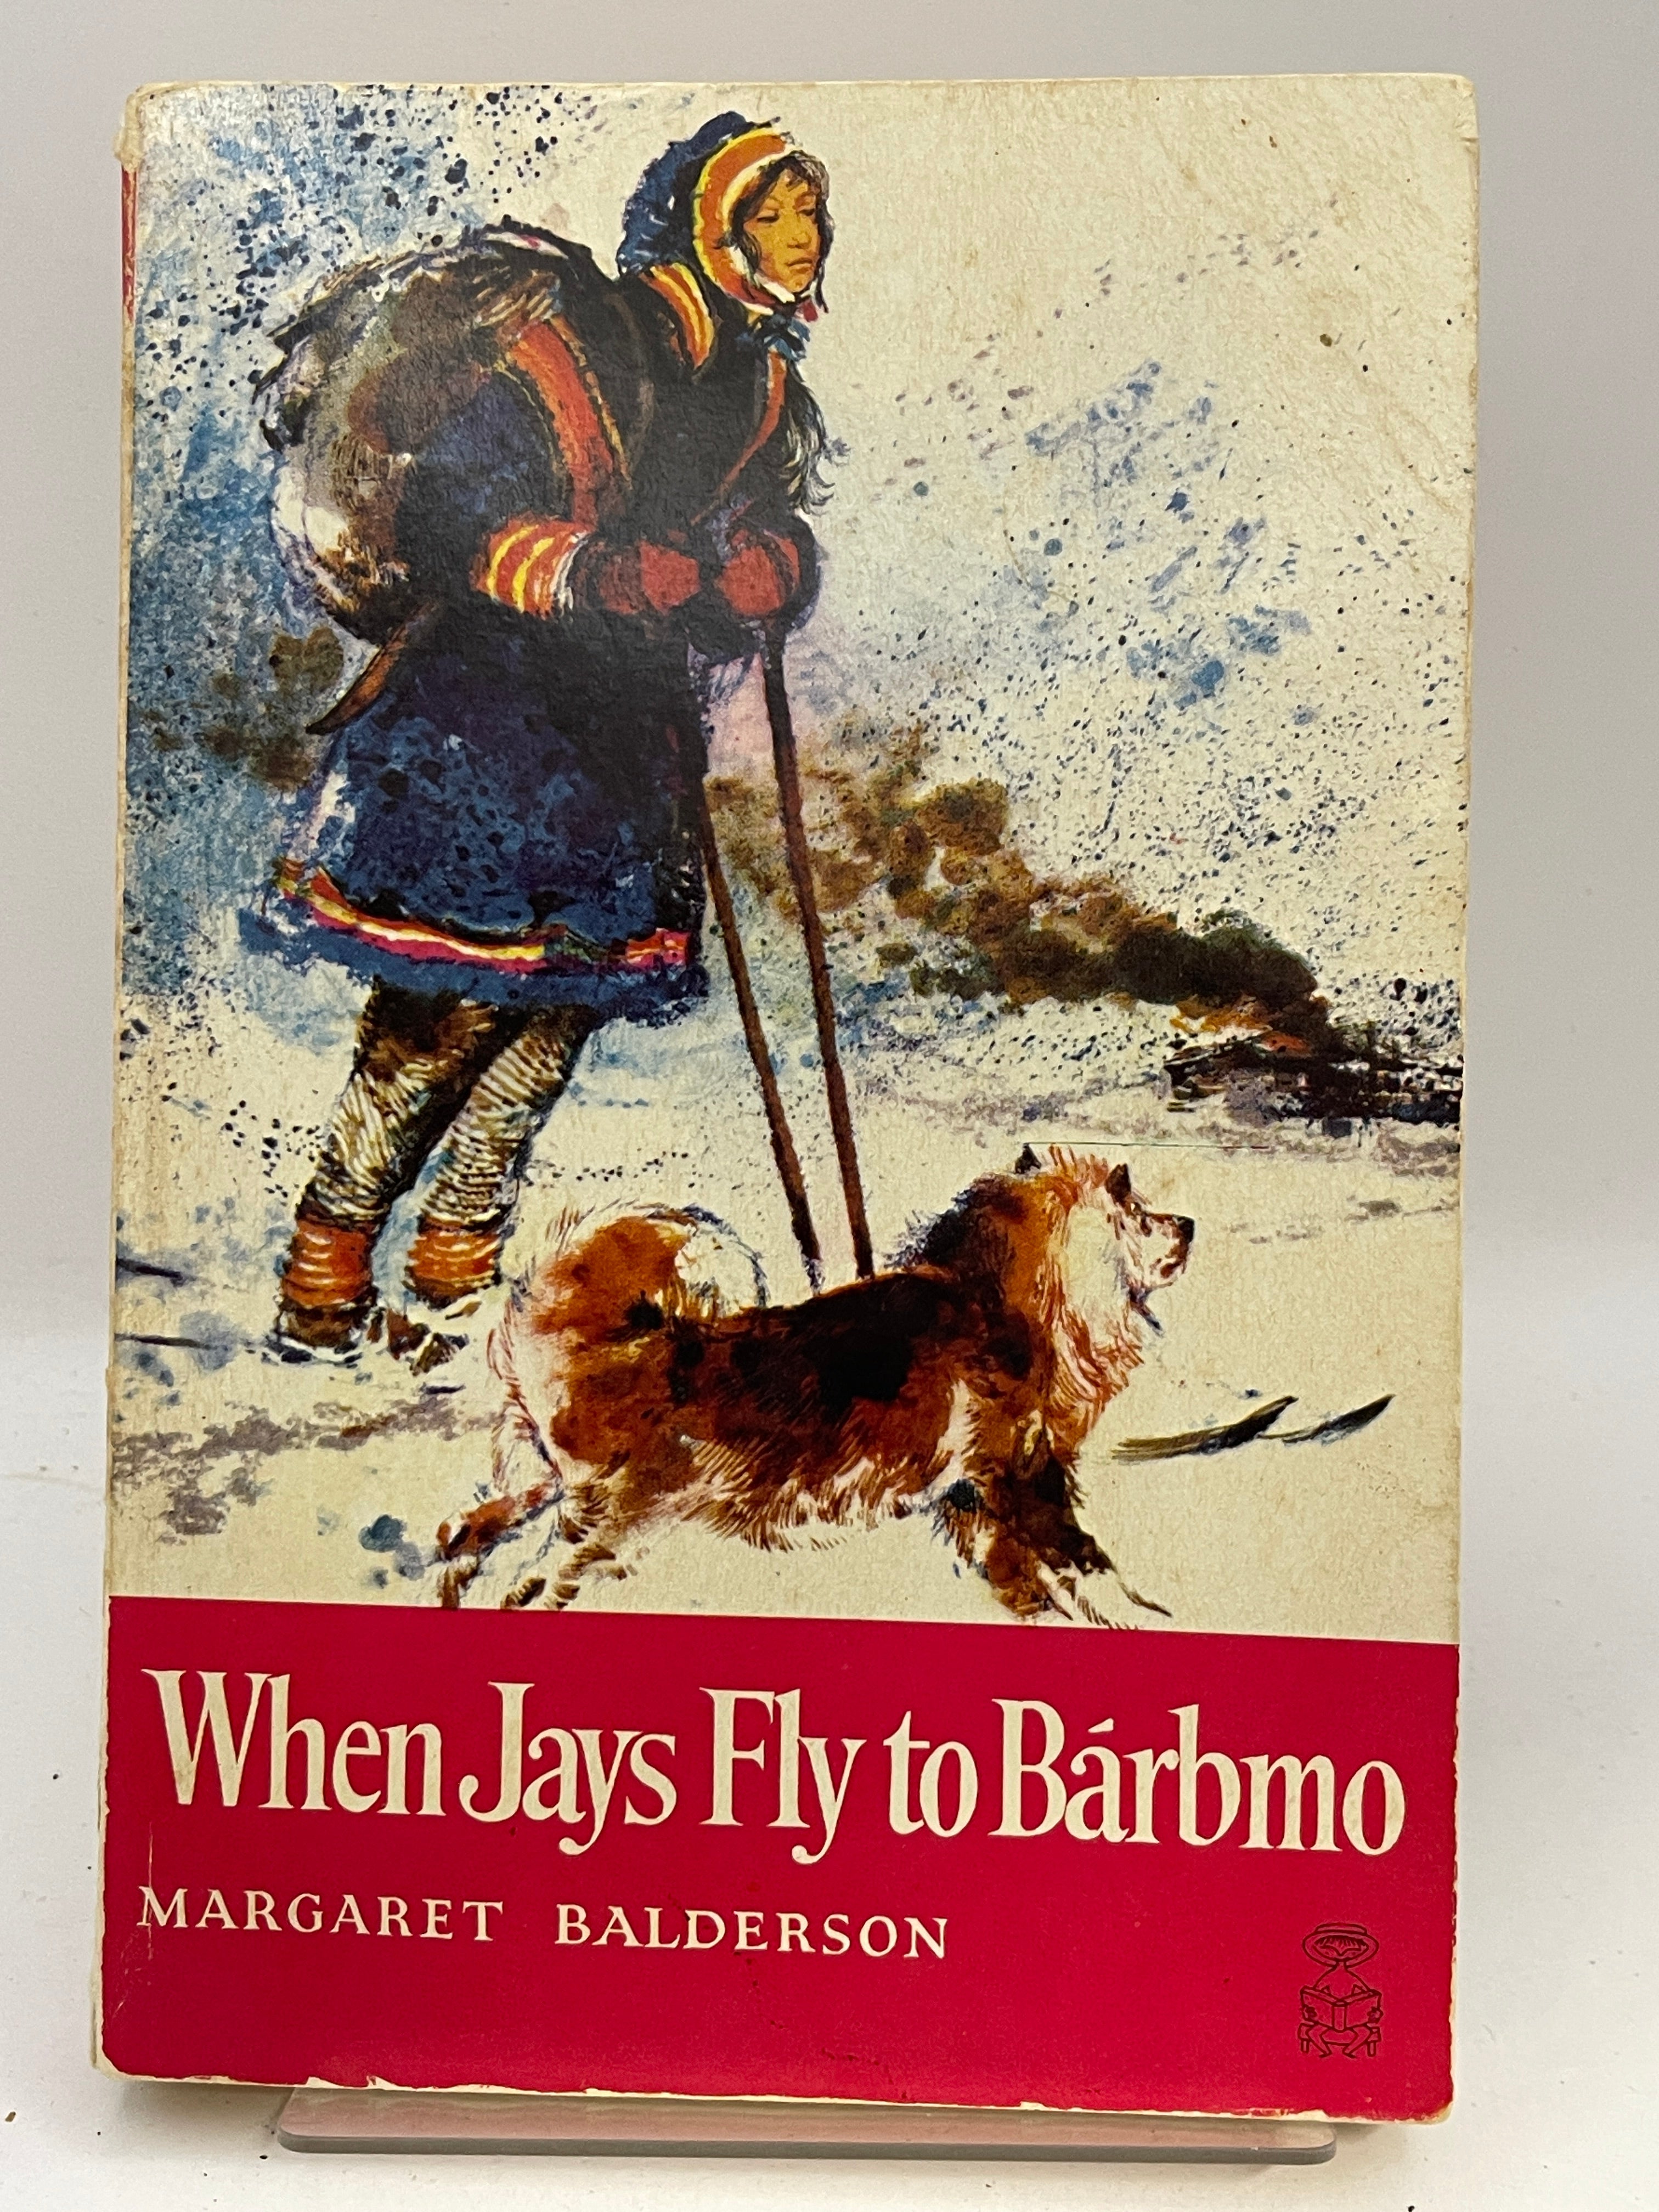 When Jays Fly to Bárbmo
MARGARET BALDERSON